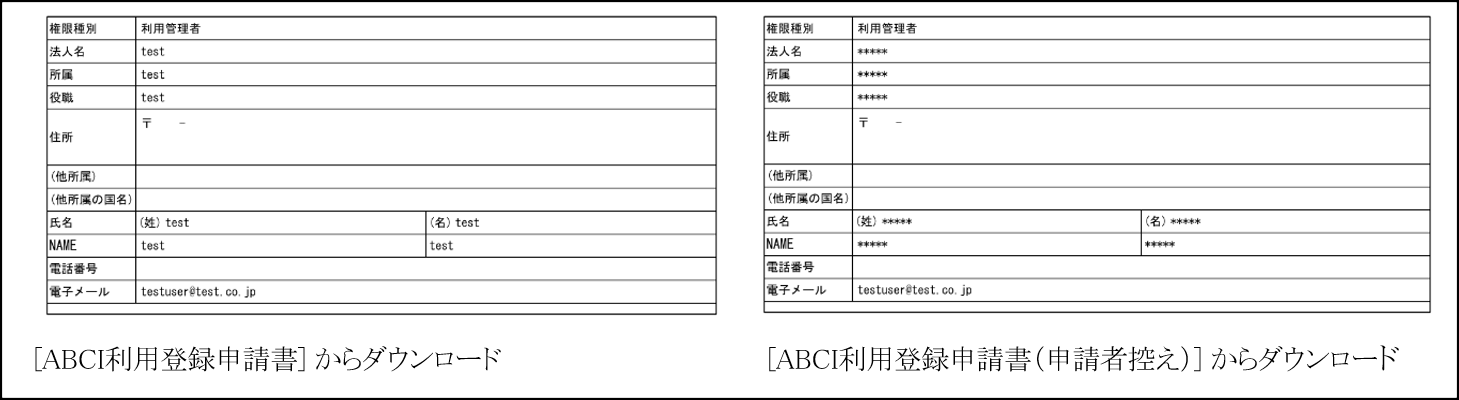 権限種別 利用管理者
法人名 test
所属 test
役職 test
住所 〒 -
(他所属)
(他所属の国名)
氏名 (姓) test (名) test
NAME test test
電話番号
電子メール testuser@test.co.jp
[ABCI利用登録申請書] からダウンロード
権限種別 利用管理者
法人名 *****
所属 *****
役職 *****
住所 〒 -
(他所属)
(他所属の国名)
氏名 (姓) ***** (名) *****
NAME ***** *****
電話番号
電子メール testuser@test.co.jp
[ABCI利用登録申請書(申請者控え)] からダウンロード